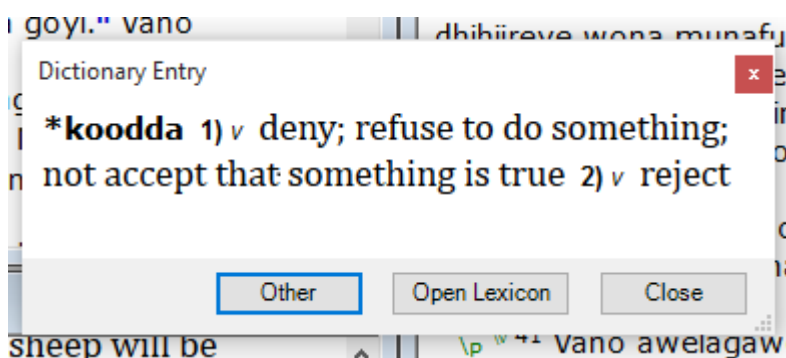 goyi." Vano
dhihiireye wona munafu
Dictionary Entry
x
*koodda 1) v deny; refuse to do something;
not accept that something is true 2) v reject
Other
Open Lexicon
Close
sheep will be
\p \v 41 Vano awelagaw